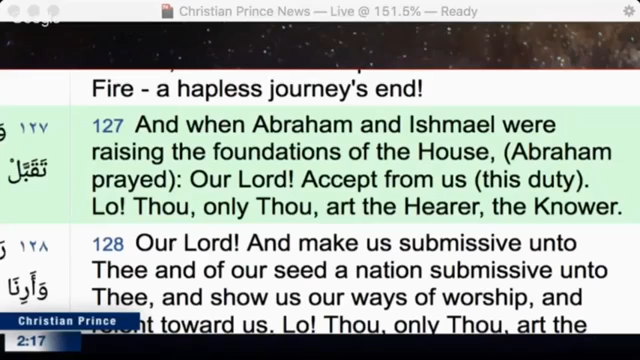 Christian Prince News — Live @ 151.5% — Ready
Fire - a hapless journey's end!
١٢٧
127 And when Abraham and Ishmael were
raising the foundations of the House, (Abraham
تَقَبَّلْ
prayed): Our Lord! Accept from us (this duty).
Lo! Thou, only Thou, art the Hearer, the Knower.
١٢٨
128 Our Lord! And make us submissive unto
Thee and of our seed a nation submissive unto
وَأَرِنَا
Thee, and show us our ways of worship, and
toward us. Lo! Thou, only Thou, art the
Christian Prince
2:17